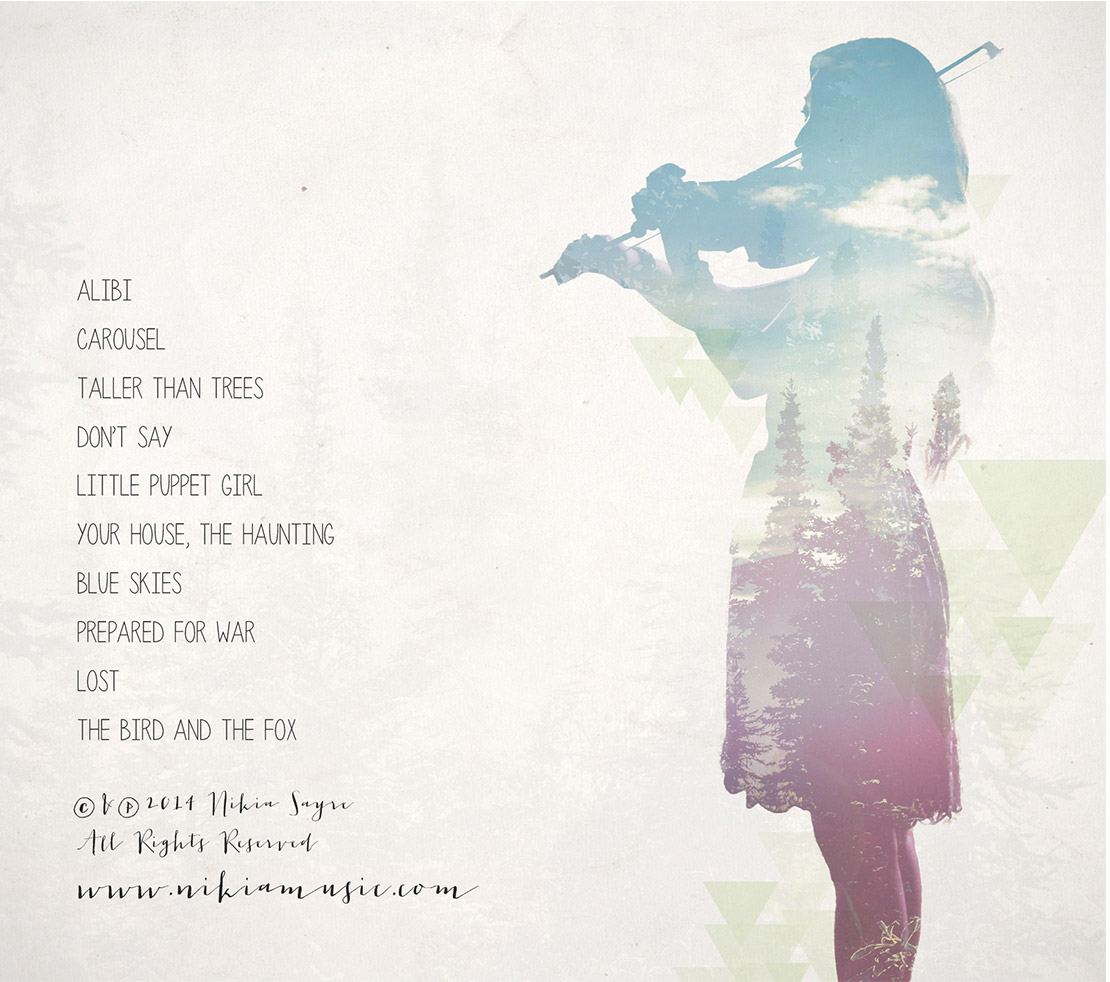 ALIBI
CAROUSEL
TALLER THAN TREES
DON'T SAY
LITTLE PUPPET GIRL
YOUR HOUSE, THE HAUNTING
BLUE SKIES
PREPARED FOR WAR
LOST
THE BIRD AND THE FOX
© & ℗ 2014 Nikia Sayre
All Rights Reserved
www.nikiamusic.com